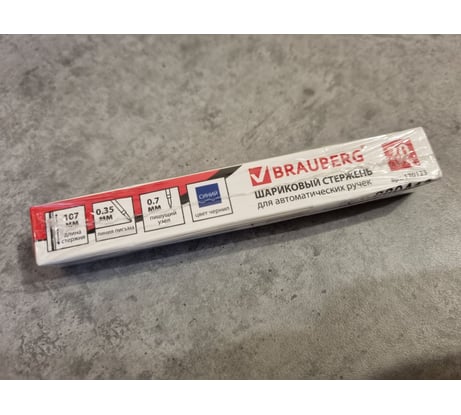 BRAUBERG
ШАРИКОВЫЙ СТЕРЖЕНЬ
для автоматических ручек
20
107 мм
длина стержня
0.35 мм
линия письма
0.7 мм
пишущий узел
СИНИЙ
цвет чернил